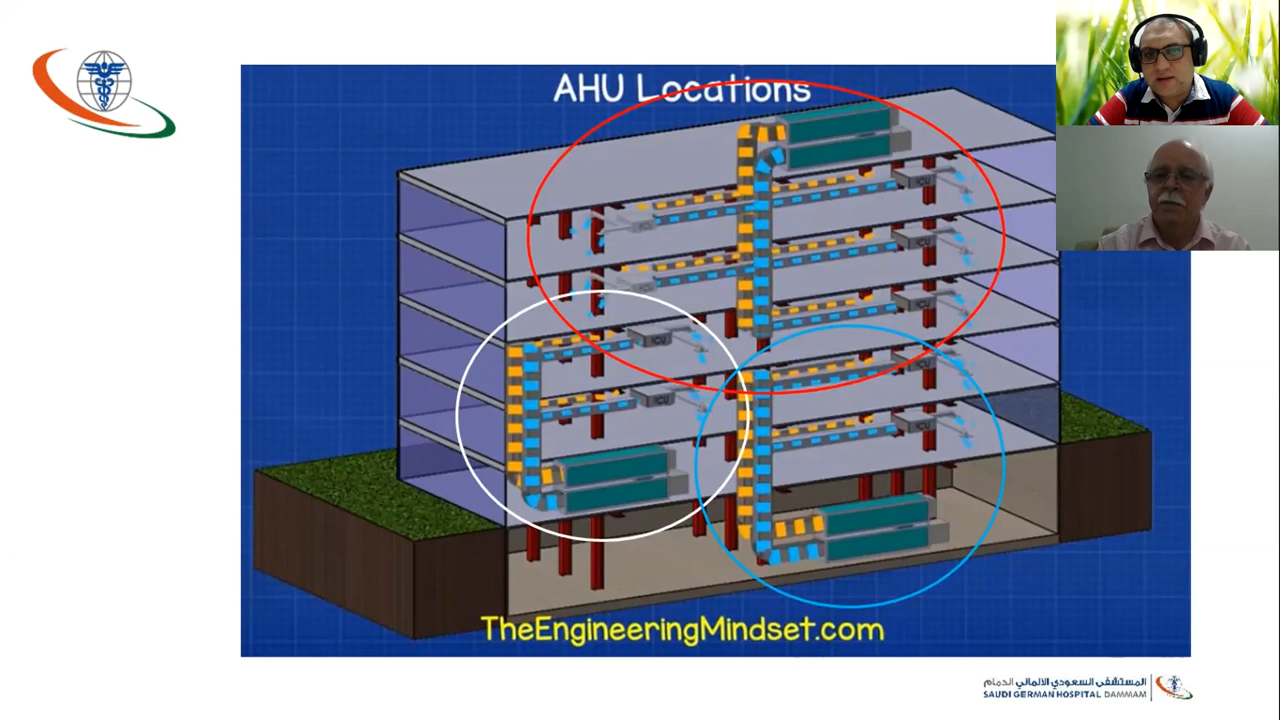 AHU Locations
TheEngineeringMindset.com
المستشفى السعودي الألماني الدمام
SAUDI GERMAN HOSPITAL DAMMAM